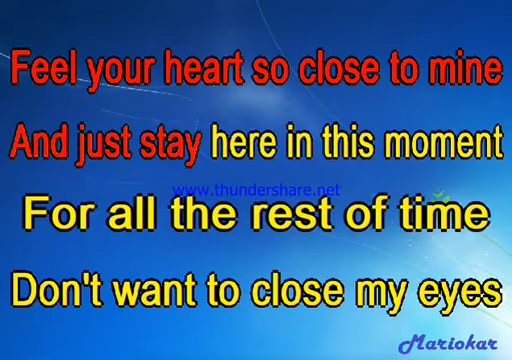 Feel your heart so close to mine
And just stay here in this moment
www.thundershare.net
For all the rest of time
Don't want to close my eyes
Mariokar